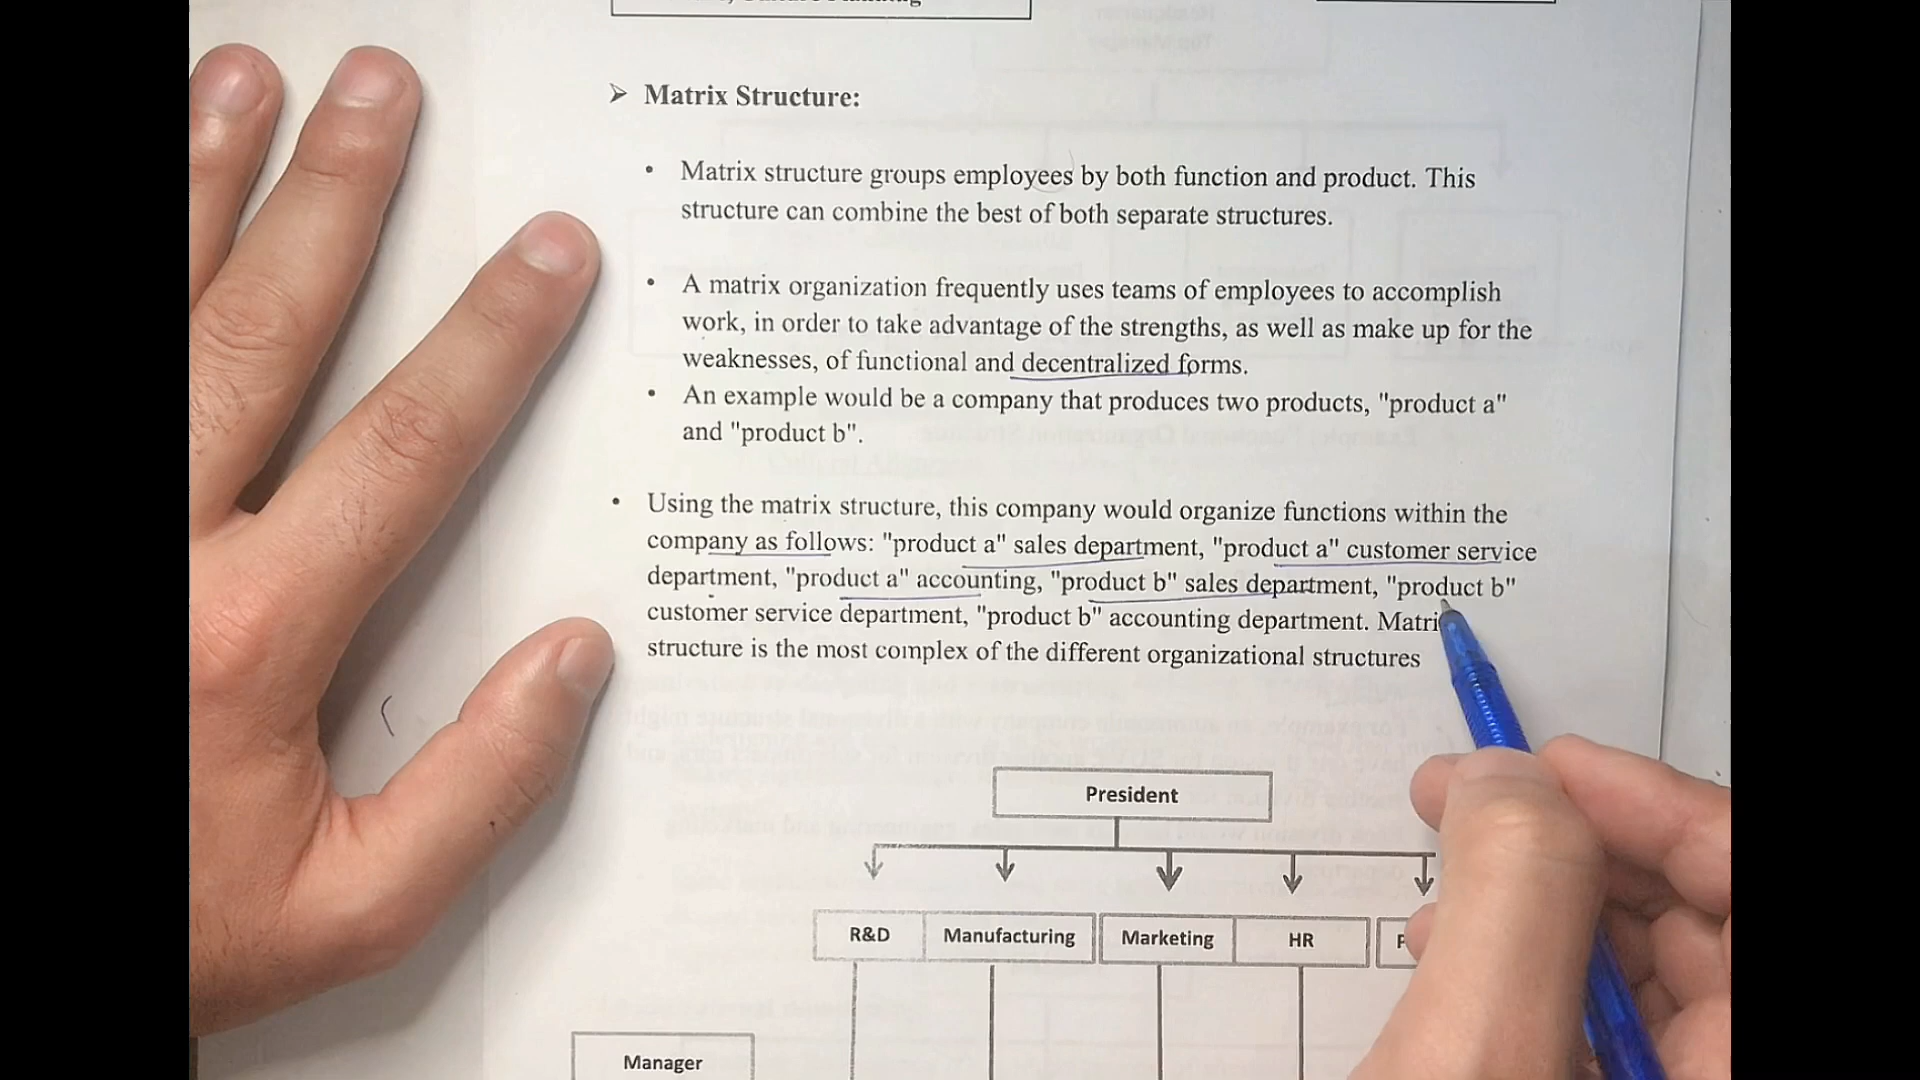 ➢ Matrix Structure:
• Matrix structure groups employees by both function and product. This
structure can combine the best of both separate structures.
• A matrix organization frequently uses teams of employees to accomplish
work, in order to take advantage of the strengths, as well as make up for the
weaknesses, of functional and decentralized forms.
• An example would be a company that produces two products, "product a"
and "product b".
• Using the matrix structure, this company would organize functions within the
company as follows: "product a" sales department, "product a" customer service
department, "product a" accounting, "product b" sales department, "product b"
customer service department, "product b" accounting department. Matri
structure is the most complex of the different organizational structures
President
R&D Manufacturing Marketing HR
Manager